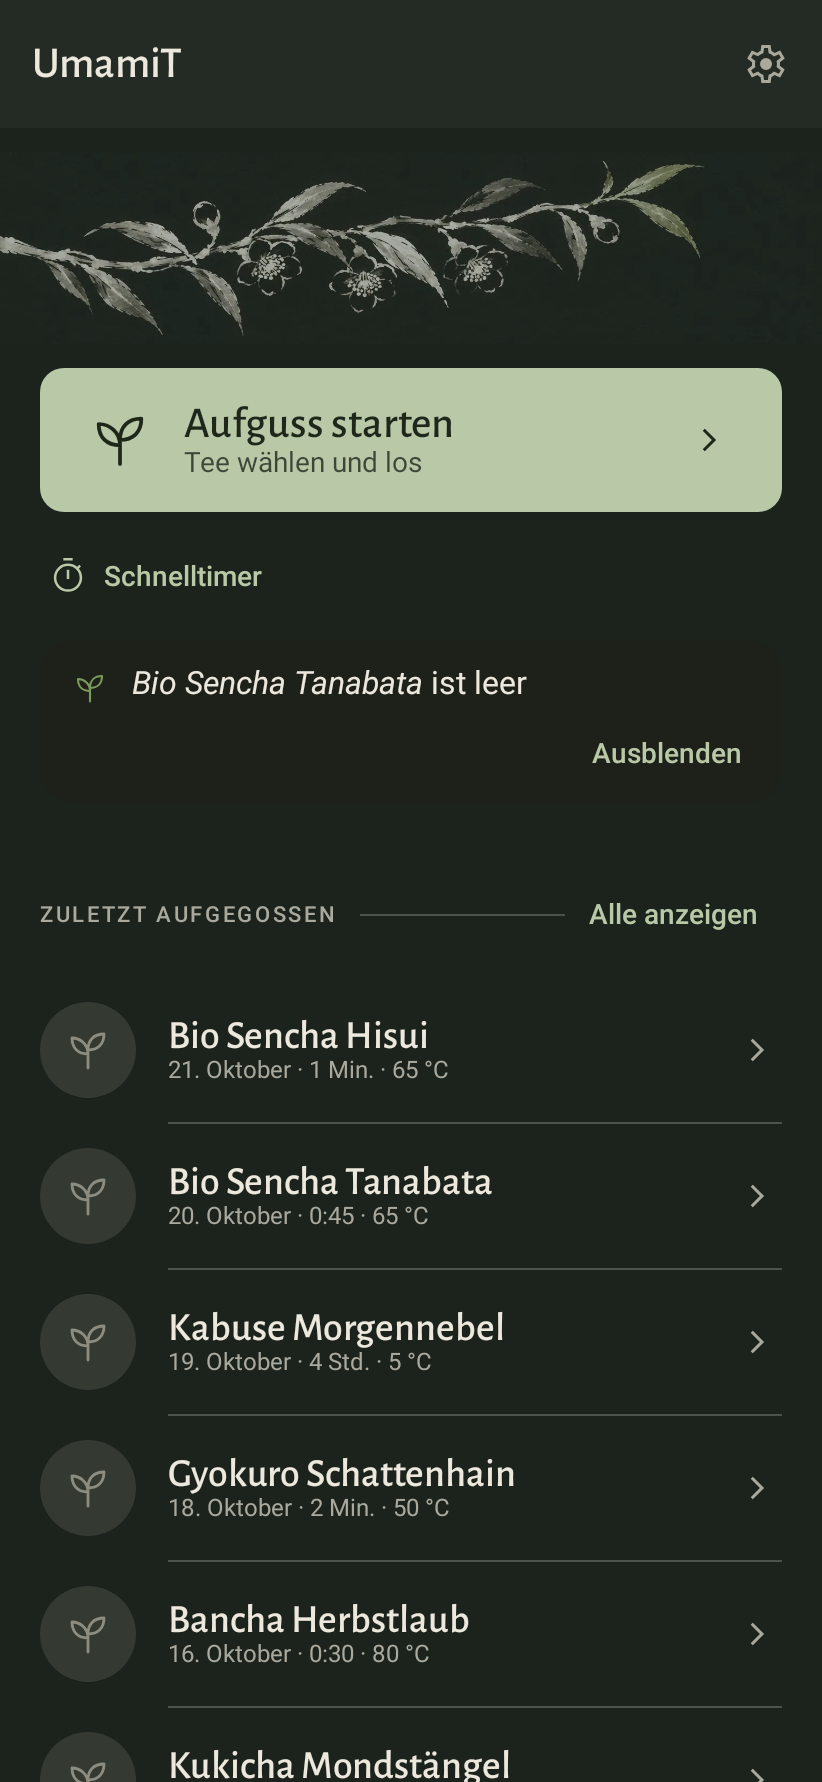 UmamiT
Aufguss starten
Tee wählen und los
Schnelltimer
Bio Sencha Tanabata ist leer
Ausblenden
ZULETZT AUFGEGOSSEN
Alle anzeigen
Bio Sencha Hisui
21. Oktober · 1 Min. · 65 °C
Bio Sencha Tanabata
20. Oktober · 0:45 · 65 °C
Kabuse Morgennebel
19. Oktober · 4 Std. · 5 °C
Gyokuro Schattenhain
18. Oktober · 2 Min. · 50 °C
Bancha Herbstlaub
16. Oktober · 0:30 · 80 °C
Kukicha Mondstängel